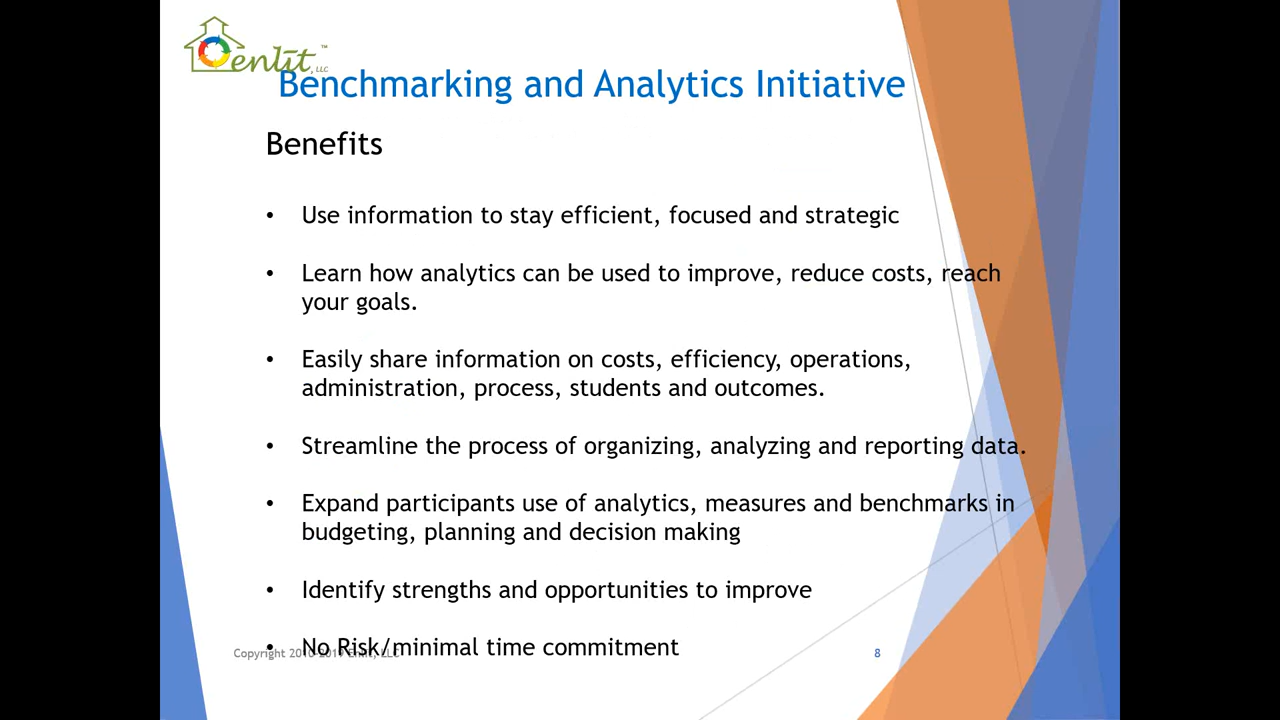 enlīt, LLC ™
Benchmarking and Analytics Initiative
Benefits
• Use information to stay efficient, focused and strategic
• Learn how analytics can be used to improve, reduce costs, reach
your goals.
• Easily share information on costs, efficiency, operations,
administration, process, students and outcomes.
• Streamline the process of organizing, analyzing and reporting data.
• Expand participants use of analytics, measures and benchmarks in
budgeting, planning and decision making
• Identify strengths and opportunities to improve
• No Risk/minimal time commitment
Copyright Enlit, LLC
8